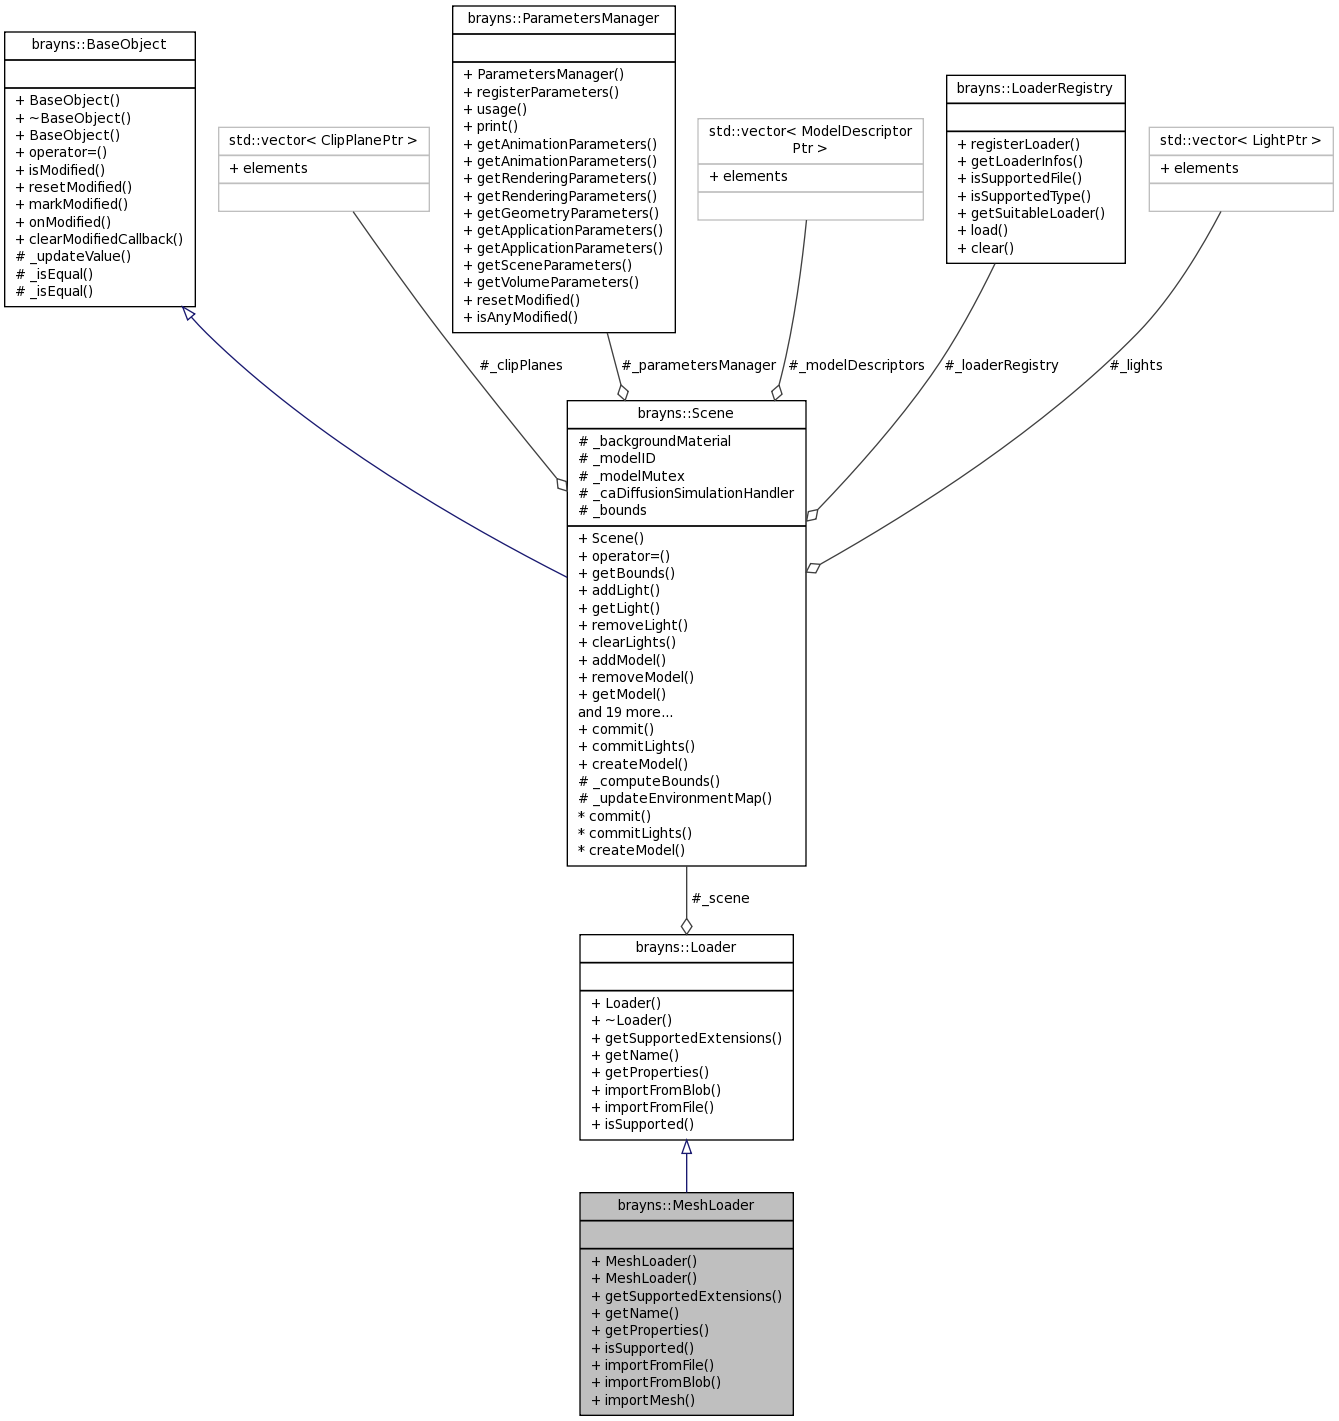 brayns::BaseObject
+ BaseObject()
+ ~BaseObject()
+ BaseObject()
+ operator=()
+ isModified()
+ resetModified()
+ markModified()
+ onModified()
+ clearModifiedCallback()
# _updateValue()
# _isEqual()
# _isEqual()
std::vector< ClipPlanePtr >
+ elements
brayns::ParametersManager
+ ParametersManager()
+ registerParameters()
+ usage()
+ print()
+ getAnimationParameters()
+ getAnimationParameters()
+ getRenderingParameters()
+ getRenderingParameters()
+ getGeometryParameters()
+ getApplicationParameters()
+ getApplicationParameters()
+ getSceneParameters()
+ getVolumeParameters()
+ resetModified()
+ isAnyModified()
std::vector< ModelDescriptor
Ptr >
+ elements
brayns::LoaderRegistry
+ registerLoader()
+ getLoaderInfos()
+ isSupportedFile()
+ isSupportedType()
+ getSuitableLoader()
+ load()
+ clear()
std::vector< LightPtr >
+ elements
#_clipPlanes
#_parametersManager
#_modelDescriptors
#_loaderRegistry
#_lights
brayns::Scene
# _backgroundMaterial
# _modelID
# _modelMutex
# _caDiffusionSimulationHandler
# _bounds
+ Scene()
+ operator=()
+ getBounds()
+ addLight()
+ getLight()
+ removeLight()
+ clearLights()
+ addModel()
+ removeModel()
+ getModel()
and 19 more...
+ commit()
+ commitLights()
+ createModel()
# _computeBounds()
# _updateEnvironmentMap()
* commit()
* commitLights()
* createModel()
#_scene
brayns::Loader
+ Loader()
+ ~Loader()
+ getSupportedExtensions()
+ getName()
+ getProperties()
+ importFromBlob()
+ importFromFile()
+ isSupported()
brayns::MeshLoader
+ MeshLoader()
+ MeshLoader()
+ getSupportedExtensions()
+ getName()
+ getProperties()
+ isSupported()
+ importFromFile()
+ importFromBlob()
+ importMesh()